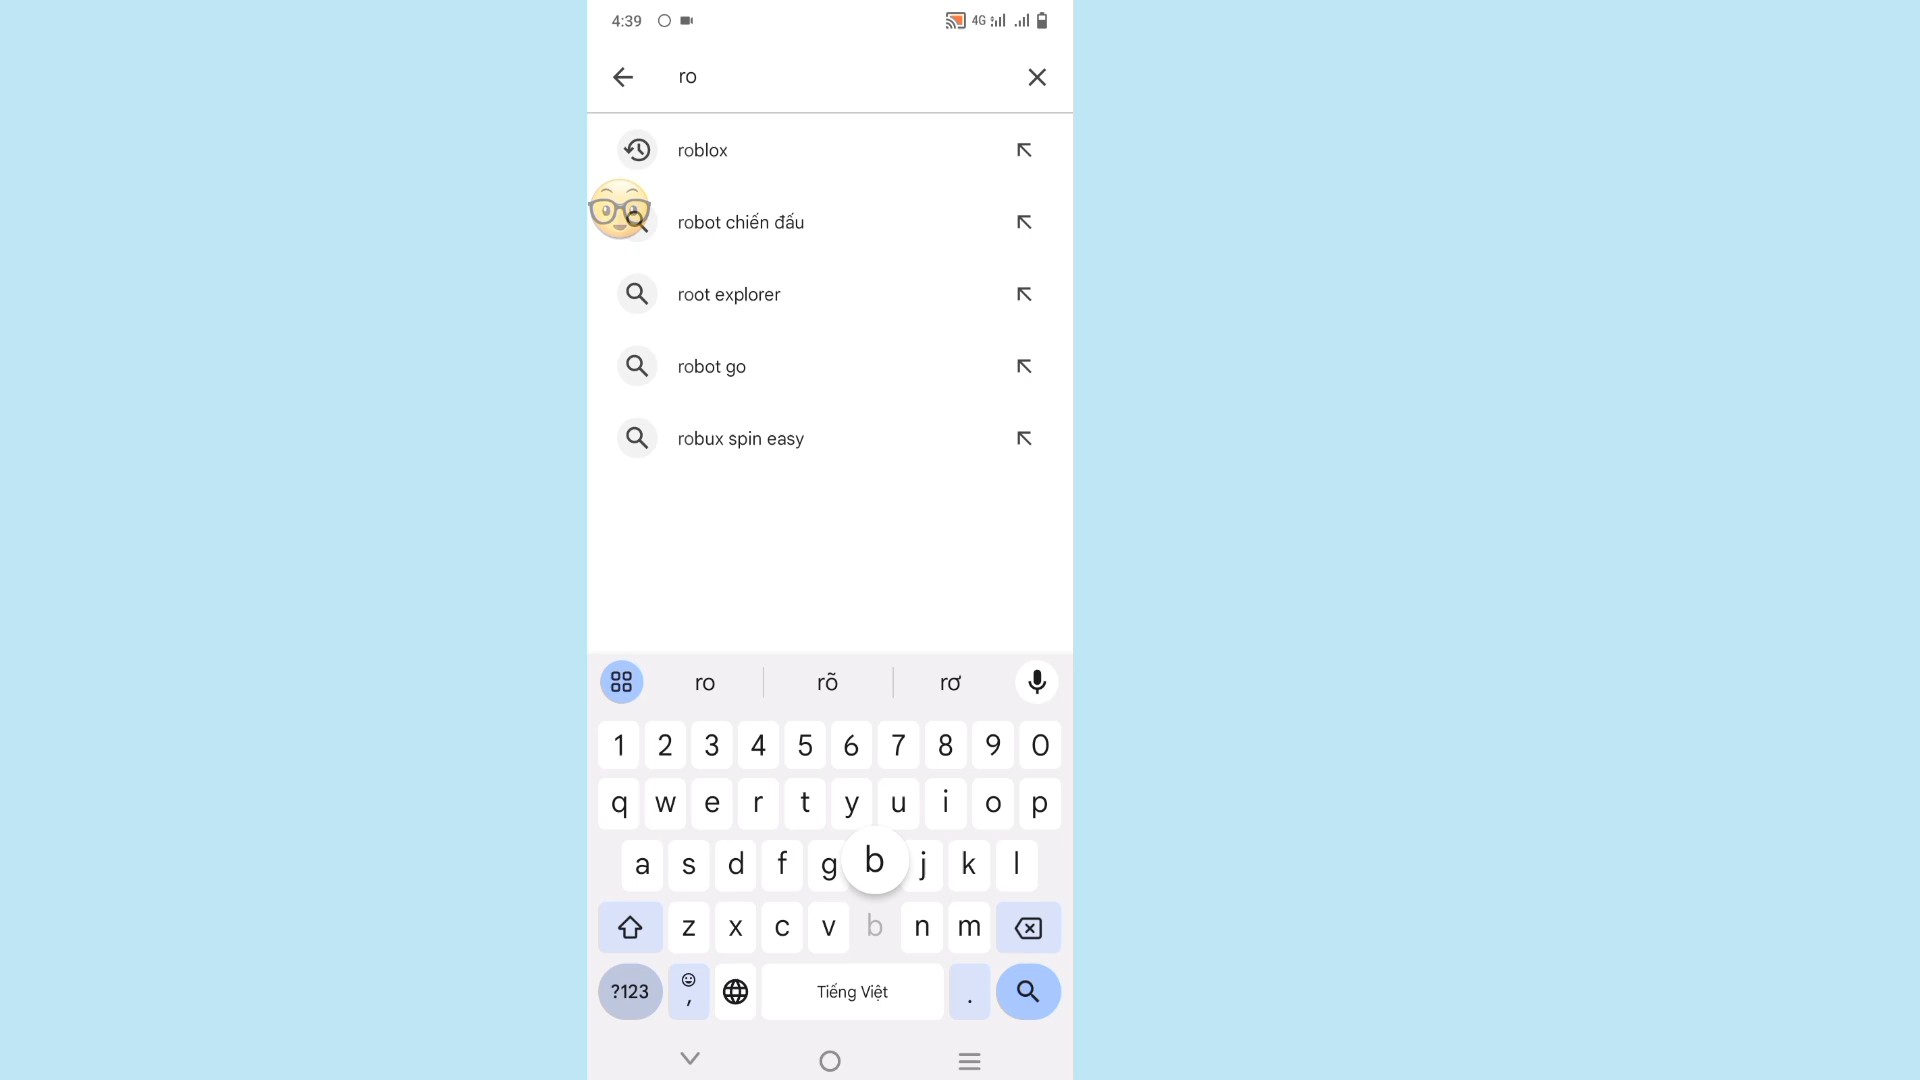 4:39 4G
ro
roblox
robot chiến đấu
root explorer
robot go
robux spin easy
ro rõ rơ
1 2 3 4 5 6 7 8 9 0
q w e r t y u i o p
a s d f g b j k l
z x c v b n m
?123 , Tiếng Việt .